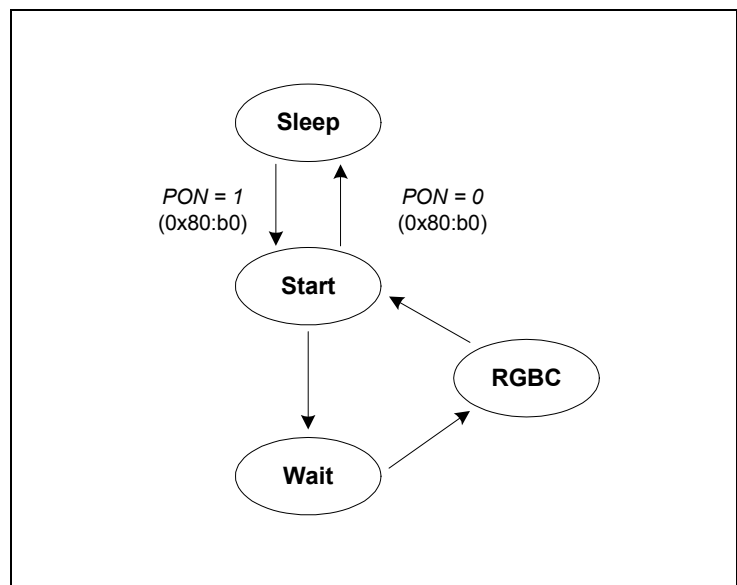 Sleep
PON = 1
(0x80:b0)
PON = 0
(0x80:b0)
Start
RGBC
Wait